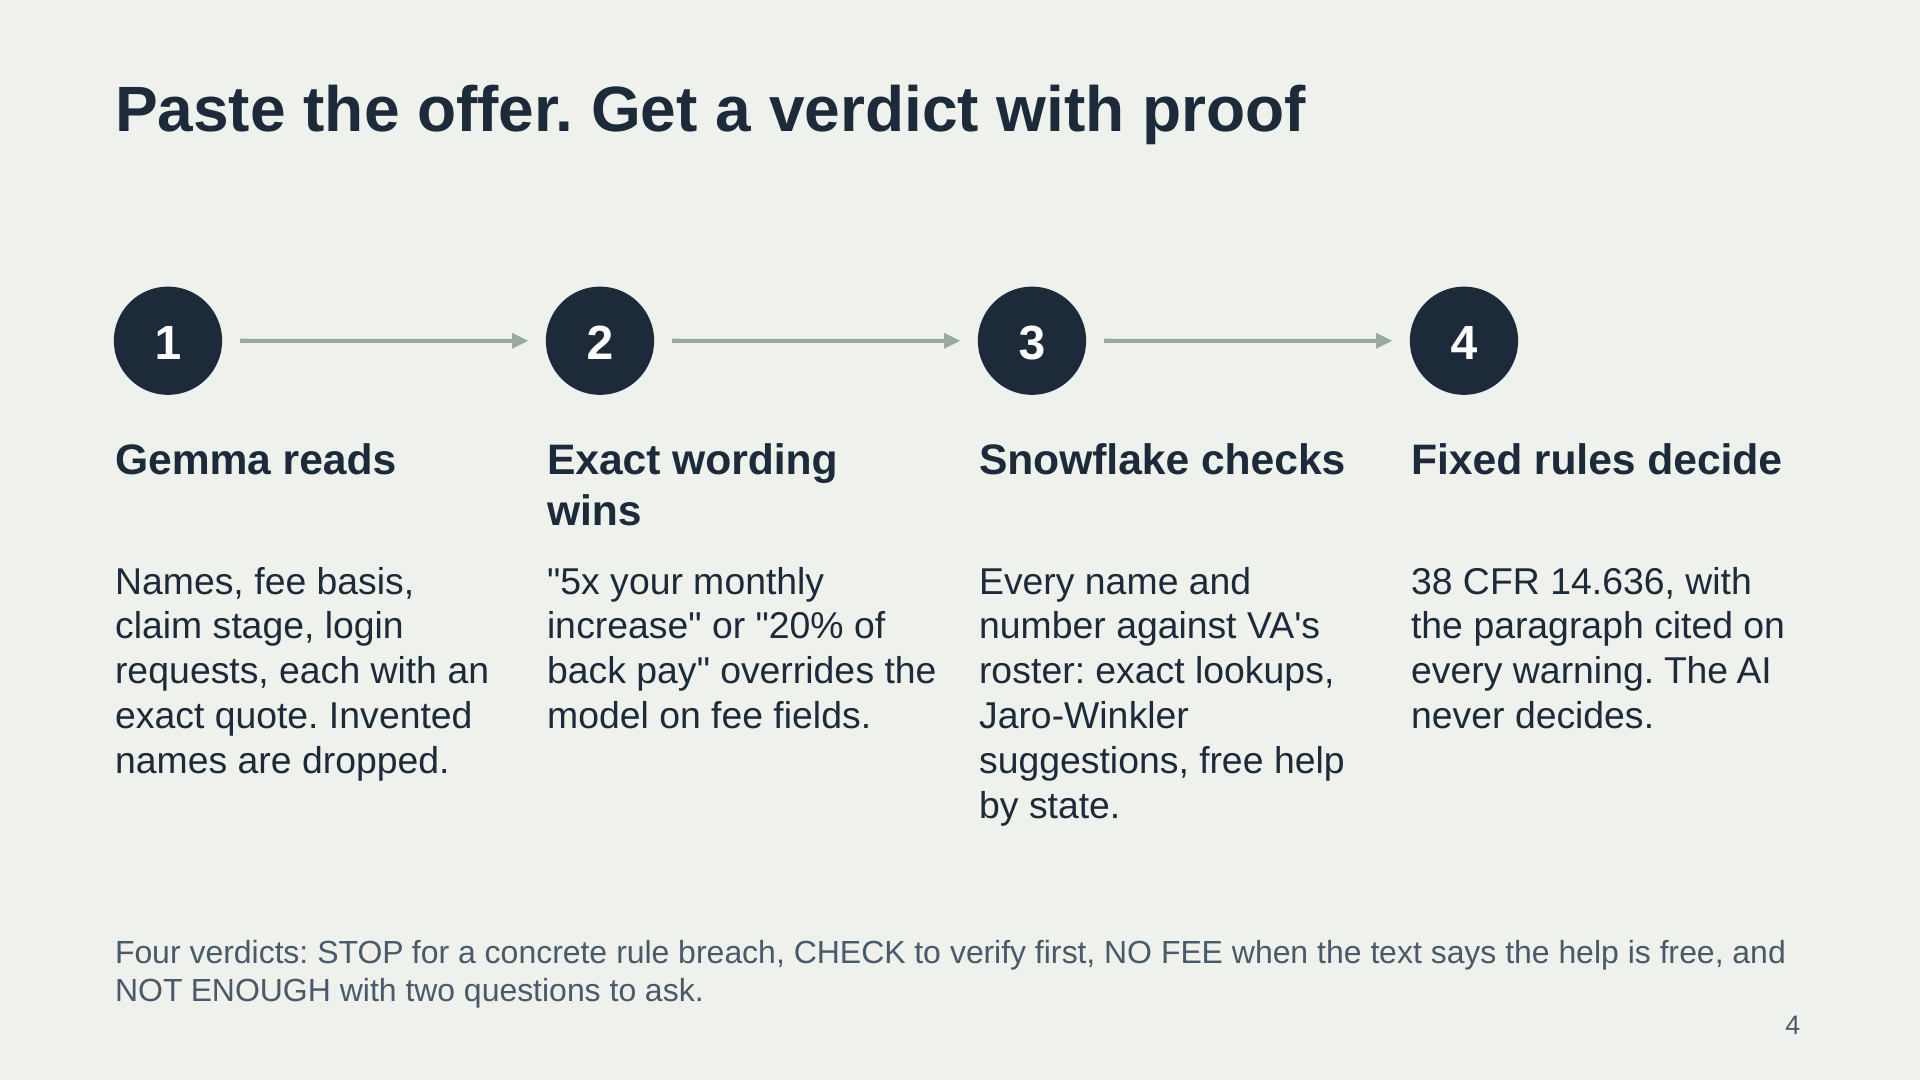 Paste the offer. Get a verdict with proof
1
2
3
4
Gemma reads
Names, fee basis,
claim stage, login
requests, each with an
exact quote. Invented
names are dropped.
Exact wording
wins
"5x your monthly
increase" or "20% of
back pay" overrides the
model on fee fields.
Snowflake checks
Every name and
number against VA's
roster: exact lookups,
Jaro-Winkler
suggestions, free help
by state.
Fixed rules decide
38 CFR 14.636, with
the paragraph cited on
every warning. The AI
never decides.
Four verdicts: STOP for a concrete rule breach, CHECK to verify first, NO FEE when the text says the help is free, and
NOT ENOUGH with two questions to ask.
4